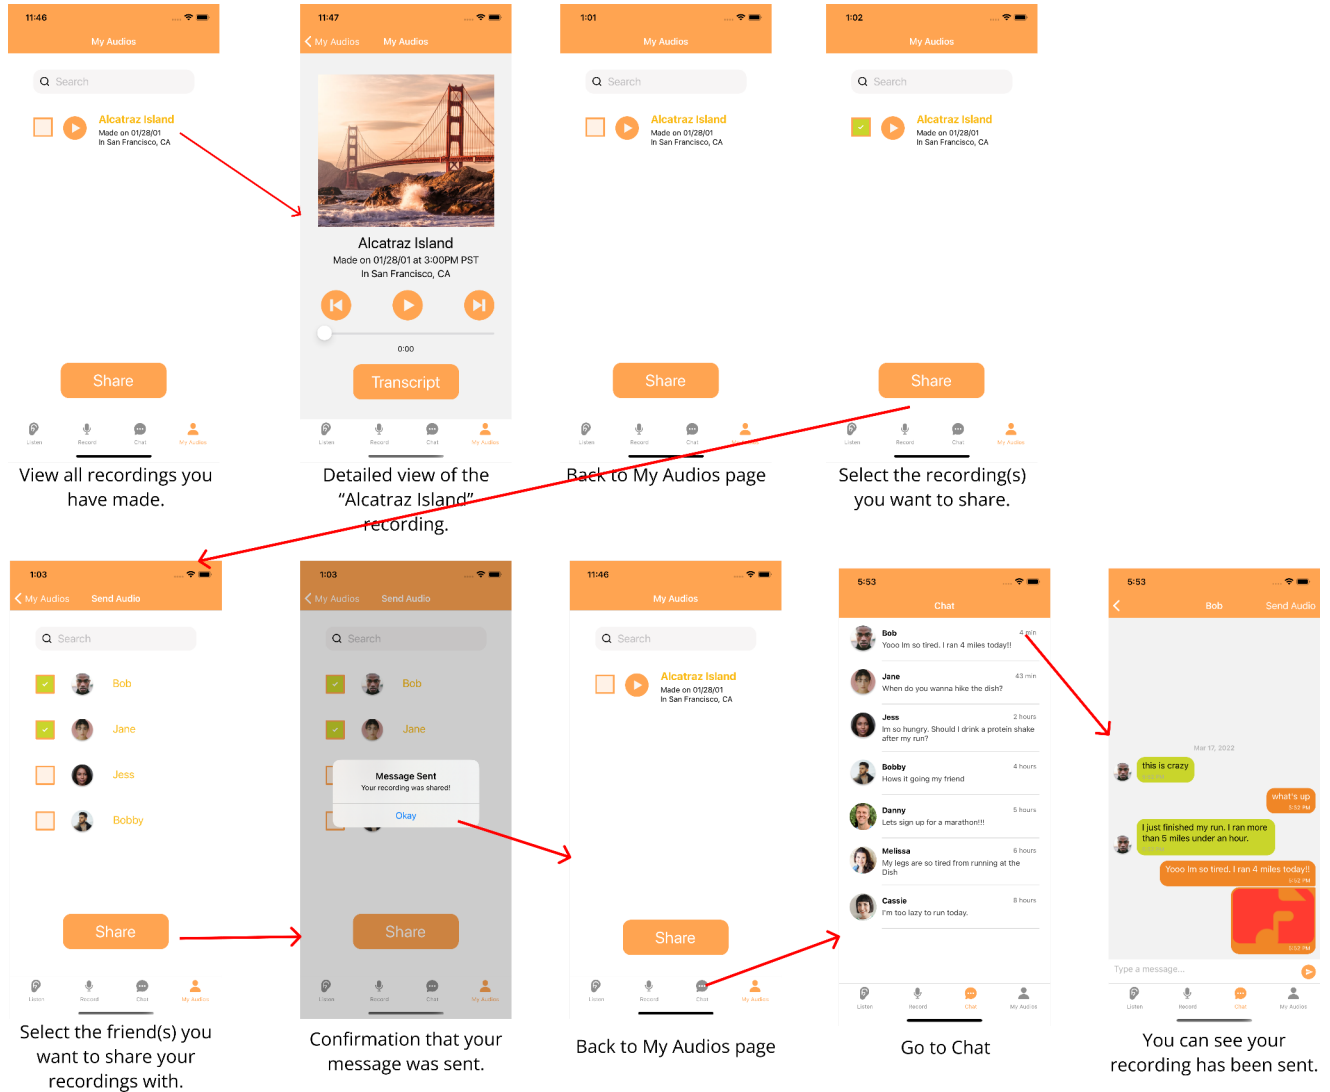 11:46
My Audios
Search
Alcatraz Island
Made on 01/28/01
In San Francisco, CA
Share
Listen
Record
Chat
My Audios
View all recordings you
have made.
11:47
My Audios
My Audios
Alcatraz Island
Made on 01/28/01 at 3:00PM PST
In San Francisco, CA
0:00
Transcript
Listen
Record
Chat
My Audios
Detailed view of the
“Alcatraz Island”
recording.
1:01
My Audios
Search
Alcatraz Island
Made on 01/28/01
In San Francisco, CA
Share
Listen
Record
Chat
My Audios
Back to My Audios page
1:02
My Audios
Search
Alcatraz Island
Made on 01/28/01
In San Francisco, CA
Share
Listen
Record
Chat
My Audios
Select the recording(s)
you want to share.
1:03
My Audios
Send Audio
Search
Bob
Jane
Jess
Bobby
Share
Listen
Record
Chat
My Audios
Select the friend(s) you
want to share your
recordings with.
1:03
My Audios
Send Audio
Search
Bob
Jane
Message Sent
Your recording was shared!
Okay
Share
Listen
Record
Chat
My Audios
Confirmation that your
message was sent.
11:46
My Audios
Search
Alcatraz Island
Made on 01/28/01
In San Francisco, CA
Share
Listen
Record
Chat
My Audios
Back to My Audios page
5:53
Chat
Bob
4 min
Yooo Im so tired. I ran 4 miles today!!
Jane
43 min
When do you wanna hike the dish?
Jess
2 hours
Im so hungry. Should I drink a protein shake
after my run?
Bobby
4 hours
Hows it going my friend
Danny
5 hours
Lets sign up for a marathon!!!
Melissa
6 hours
My legs are so tired from running at the
Dish
Cassie
8 hours
I'm too lazy to run today.
Listen
Record
Chat
My Audios
Go to Chat
5:53
Bob
Send Audio
Mar 17, 2022
this is crazy
what's up
5:52 PM
I just finished my run. I ran more
than 5 miles under an hour.
Yooo Im so tired. I ran 4 miles today!!
5:52 PM
5:52 PM
Type a message...
Listen
Record
Chat
My Audios
You can see your
recording has been sent.